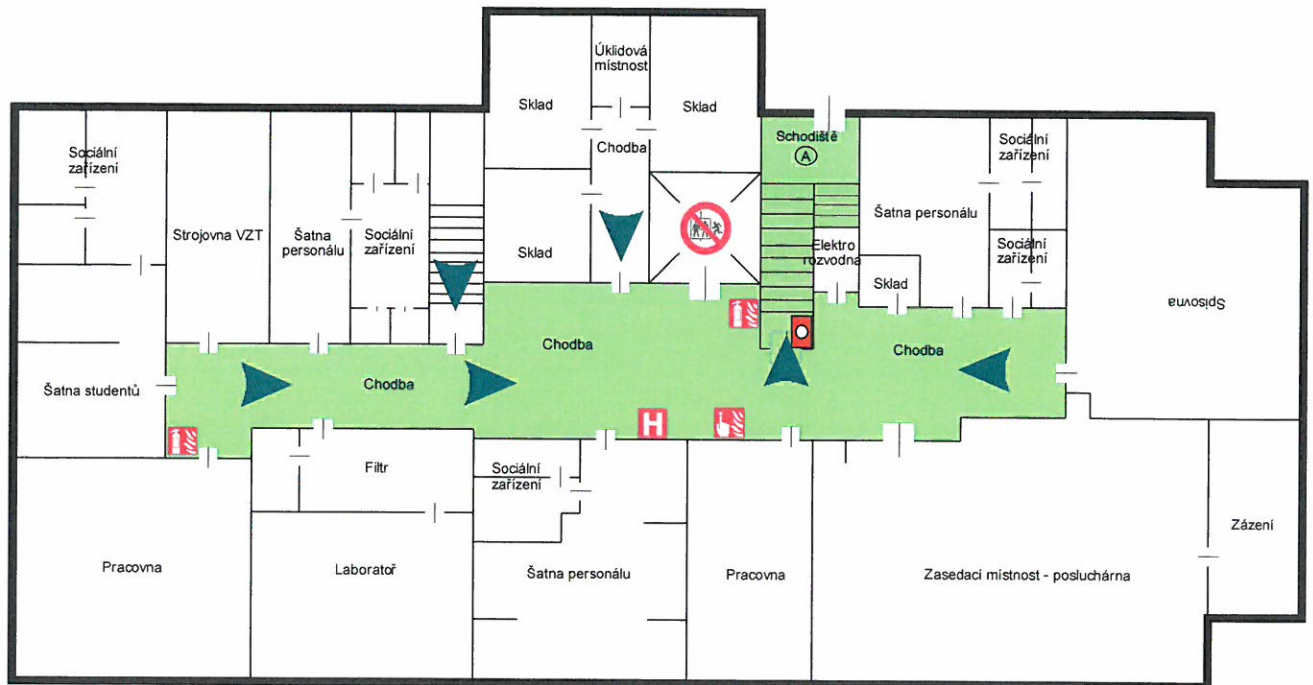 Úklidová
místnost
Sklad
Sklad
Chodba
Schodiště
A
Sociální
zařízení
Sociální
zařízení
Strojovna VZT
Šatna
personálu
Sociální
zařízení
Sklad
Šatna personálu
Elektro
rozvodna
Sklad
Sociální
zařízení
Spisovna
Chodba
Chodba
Chodba
Šatna studentů
H
Filtr
Sociální
zařízení
Pracovna
Laboratoř
Šatna personálu
Pracovna
Zasedací místnost - posluchárna
Zázení